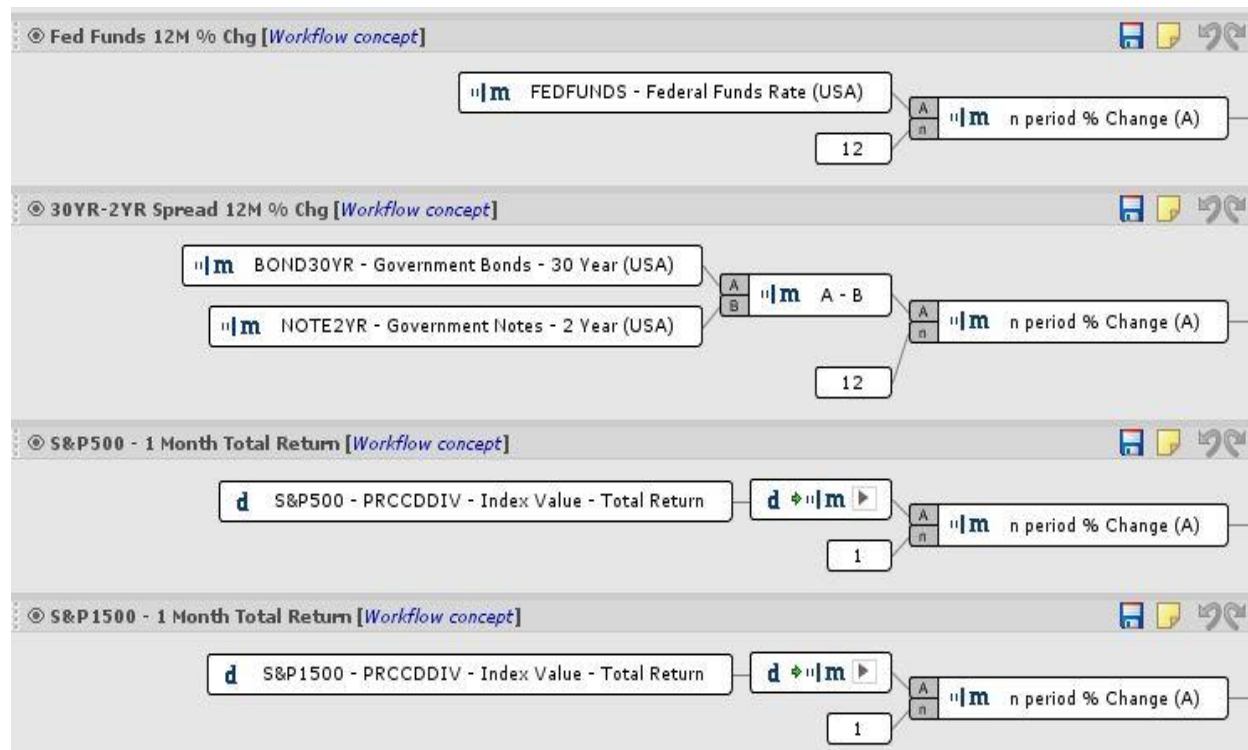 Fed Funds 12M % Chg [Workflow concept]
m FEDFUNDS - Federal Funds Rate (USA)
A
n
m n period % Change (A)
12
30YR-2YR Spread 12M % Chg [Workflow concept]
m BOND30YR - Government Bonds - 30 Year (USA)
A
B
m A - B
m NOTE2YR - Government Notes - 2 Year (USA)
A
n
m n period % Change (A)
12
S&P500 - 1 Month Total Return [Workflow concept]
d S&P500 - PRCCDDIV - Index Value - Total Return
d m
A
n
m n period % Change (A)
1
S&P1500 - 1 Month Total Return [Workflow concept]
d S&P1500 - PRCCDDIV - Index Value - Total Return
d m
A
n
m n period % Change (A)
1